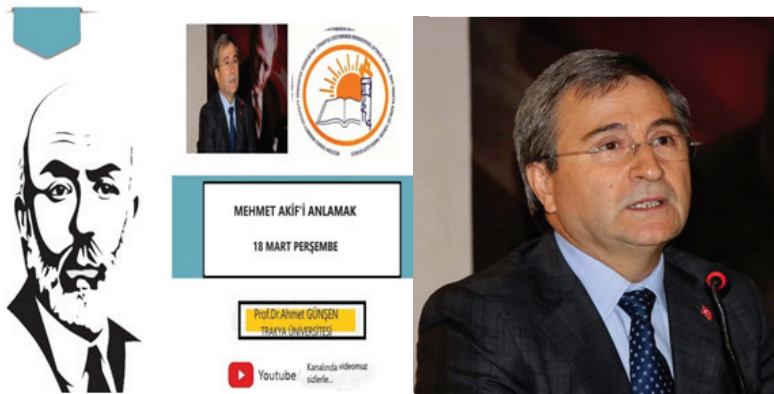 MEHMET AKİF'İ ANLAMAK
18 MART PERŞEMBE
Prof.Dr.Ahmet GÜNŞEN
TRAKYA ÜNİVERSİTESİ
Youtube
Kanalında videomuz
sizlerle...